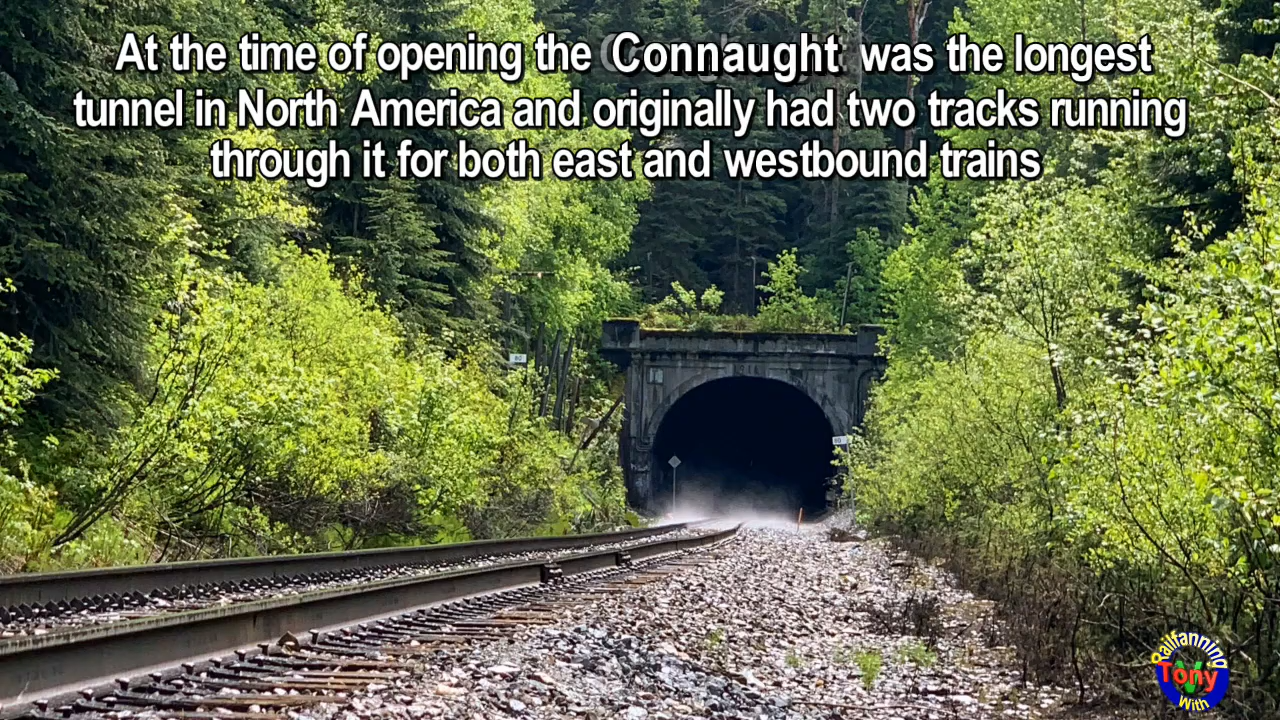 At the time of opening the Connaught was the longest
tunnel in North America and originally had two tracks running
through it for both east and westbound trains
Railfanning
Tony
With